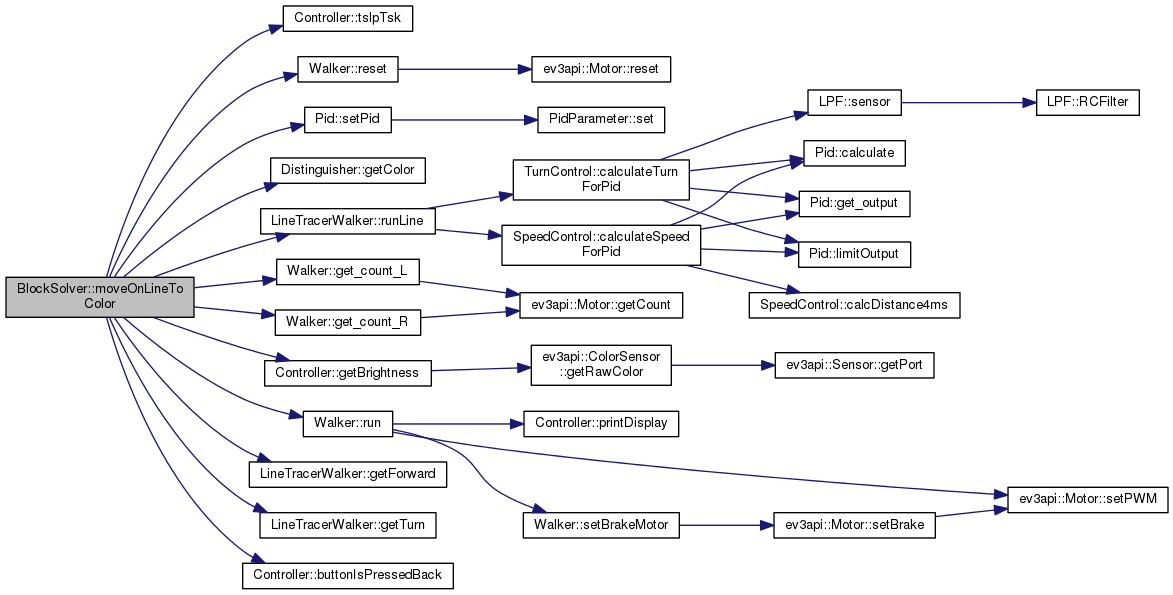 Controller::tslpTsk
Walker::reset
ev3api::Motor::reset
LPF::sensor
LPF::RCFilter
Pid::setPid
PidParameter::set
Pid::calculate
Distinguisher::getColor
TurnControl::calculateTurn
ForPid
Pid::get_output
LineTracerWalker::runLine
SpeedControl::calculateSpeed
ForPid
Pid::limitOutput
BlockSolver::moveOnLineTo
Color
Walker::get_count_L
ev3api::Motor::getCount
SpeedControl::calcDistance4ms
Walker::get_count_R
Controller::getBrightness
ev3api::ColorSensor
::getRawColor
ev3api::Sensor::getPort
Walker::run
Controller::printDisplay
LineTracerWalker::getForward
ev3api::Motor::setPWM
LineTracerWalker::getTurn
Walker::setBrakeMotor
ev3api::Motor::setBrake
Controller::buttonIsPressedBack